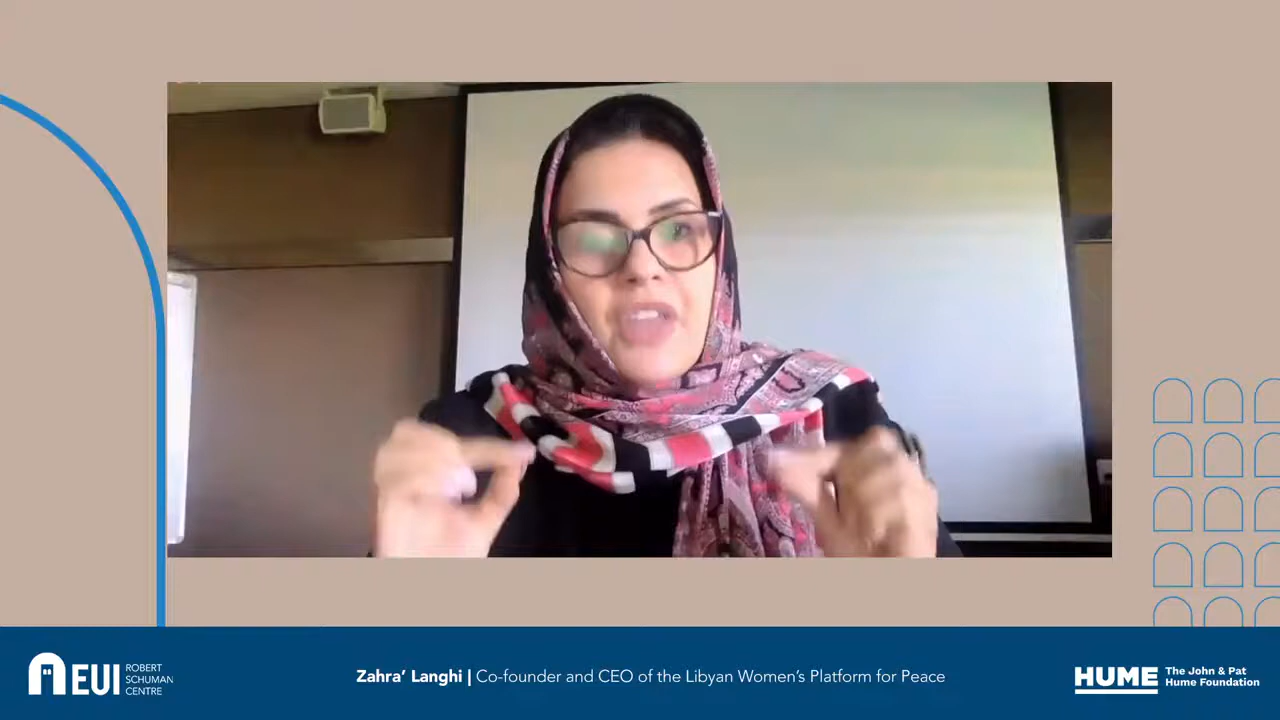 EUI
ROBERT
SCHUMAN
CENTRE
Zahra’ Langhi | Co-founder and CEO of the Libyan Women’s Platform for Peace
HUME
The John & Pat
Hume Foundation